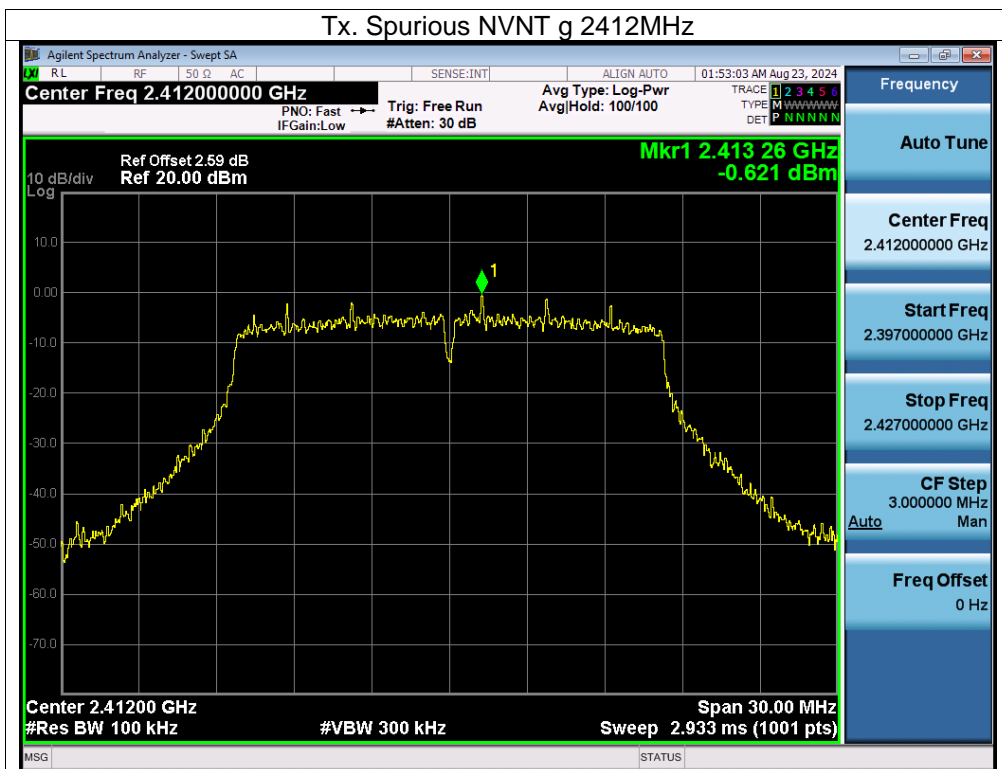 Tx. Spurious NVNT g 2412MHz
Agilent Spectrum Analyzer - Swept SA
LXI RL RF 50 Ω AC SENSE:INT ALIGN AUTO 01:53:03 AM Aug 23, 2024
Center Freq 2.412000000 GHz
PNO: Fast
IFGain:Low
Trig: Free Run
#Atten: 30 dB
Avg Type: Log-Pwr
Avg|Hold: 100/100
TRACE 1 2 3 4 5 6
TYPE M WWWWW
DET P N N N N N
Mkr1 2.413 26 GHz
-0.621 dBm
Ref Offset 2.59 dB
10 dB/div Ref 20.00 dBm
Log
10.0
0.00
-10.0
-20.0
-30.0
-40.0
-50.0
-60.0
-70.0
1
Center 2.41200 GHz Span 30.00 MHz
#Res BW 100 kHz #VBW 300 kHz Sweep 2.933 ms (1001 pts)
MSG STATUS
Frequency
Auto Tune
Center Freq
2.412000000 GHz
Start Freq
2.397000000 GHz
Stop Freq
2.427000000 GHz
CF Step
3.000000 MHz
Auto Man
Freq Offset
0 Hz